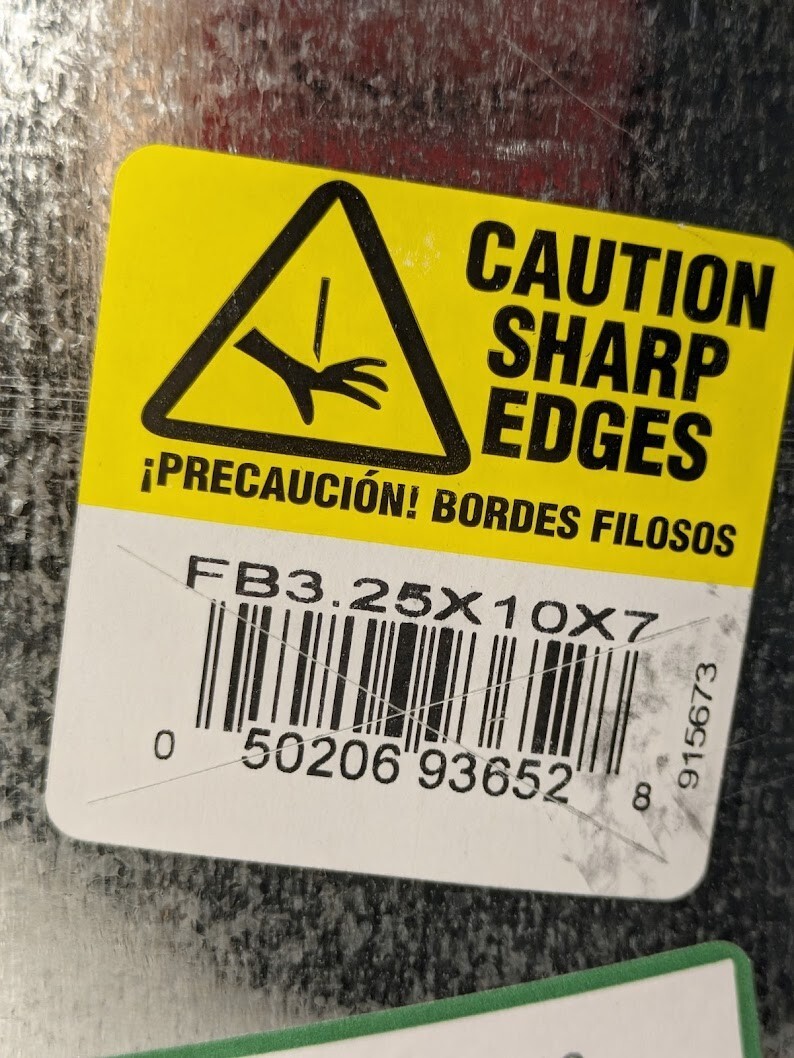 CAUTION
SHARP
EDGES
¡PRECAUCIÓN! BORDES FILOSOS
FB3.25X10X7
0 50206 93652 8
915673